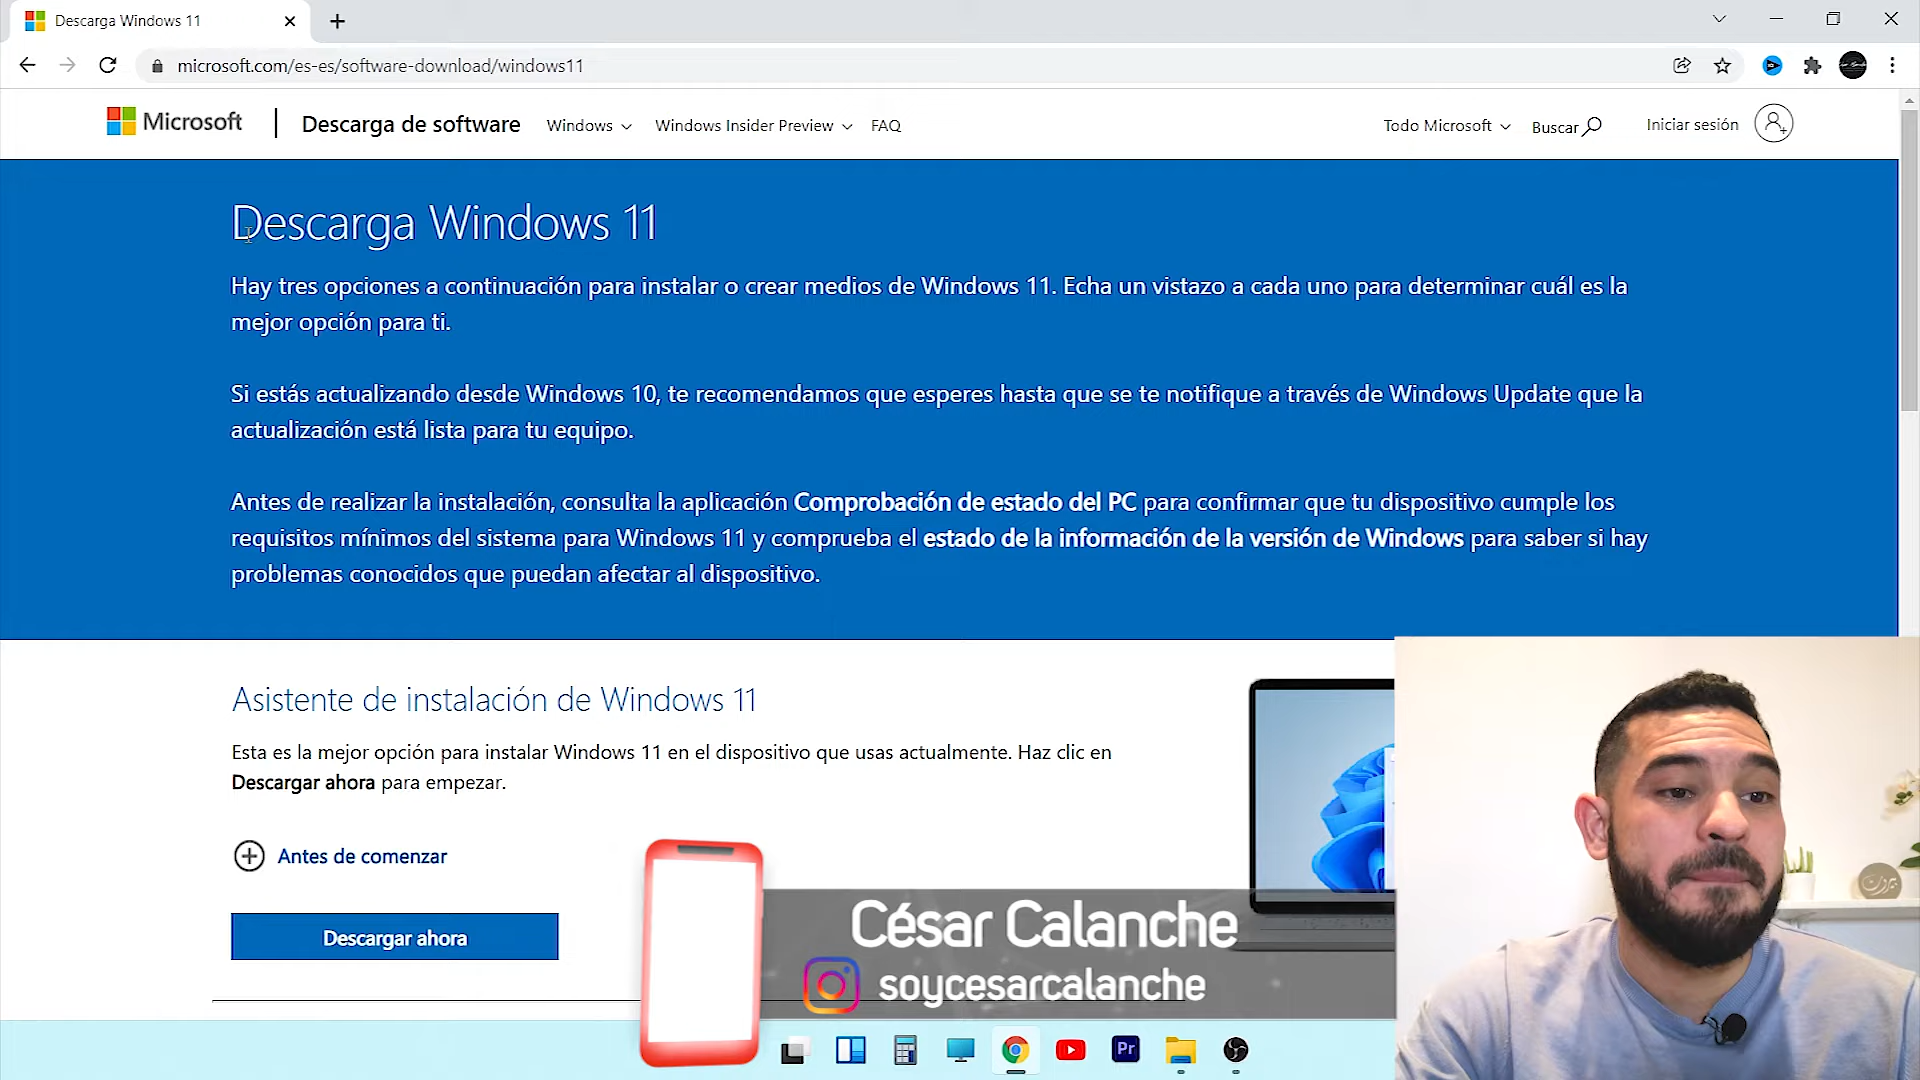 Descarga Windows 11
microsoft.com/es-es/software-download/windows11
Microsoft
Descarga de software
Windows
Windows Insider Preview
FAQ
Todo Microsoft
Buscar
Iniciar sesión
Descarga Windows 11
Hay tres opciones a continuación para instalar o crear medios de Windows 11. Echa un vistazo a cada uno para determinar cuál es la
mejor opción para ti.
Si estás actualizando desde Windows 10, te recomendamos que esperes hasta que se te notifique a través de Windows Update que la
actualización está lista para tu equipo.
Antes de realizar la instalación, consulta la aplicación Comprobación de estado del PC para confirmar que tu dispositivo cumple los
requisitos mínimos del sistema para Windows 11 y comprueba el estado de la información de la versión de Windows para saber si hay
problemas conocidos que puedan afectar al dispositivo.
Asistente de instalación de Windows 11
Esta es la mejor opción para instalar Windows 11 en el dispositivo que usas actualmente. Haz clic en
Descargar ahora para empezar.
Antes de comenzar
Descargar ahora
César Calanche
soycesarcalanche
Pr
بيروت